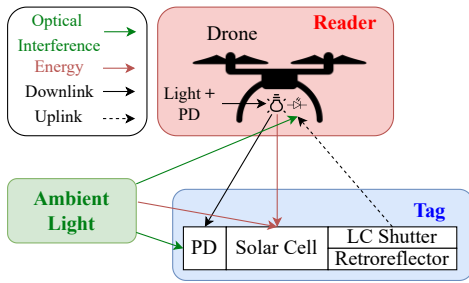 Optical
Interference
Energy
Downlink
Uplink
Drone
Reader
Light +
PD
Ambient
Light
Tag
PD
Solar Cell
LC Shutter
Retroreflector